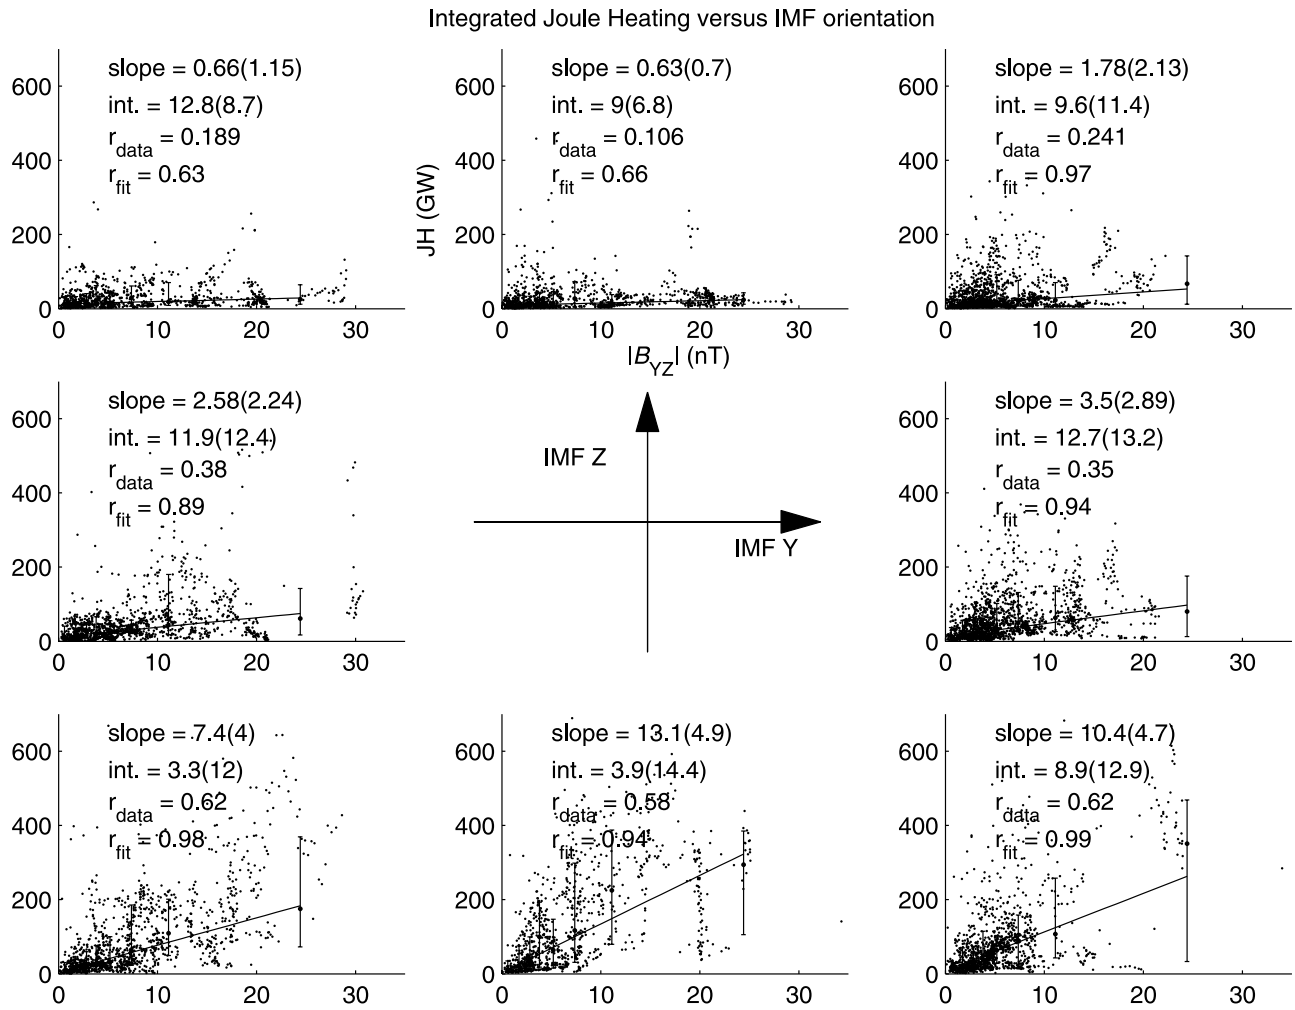 Integrated Joule Heating versus IMF orientation
slope = 0.66(1.15)
int. = 12.8(8.7)
r_data = 0.189
r_fit = 0.63
600
400
200
0
0 10 20 30
slope = 0.63(0.7)
int. = 9(6.8)
r_data = 0.106
r_fit = 0.66
JH (GW)
600
400
200
0
0 10 20 30
|B_YZ| (nT)
slope = 1.78(2.13)
int. = 9.6(11.4)
r_data = 0.241
r_fit = 0.97
600
400
200
0
0 10 20 30
slope = 2.58(2.24)
int. = 11.9(12.4)
r_data = 0.38
r_fit = 0.89
600
400
200
0
0 10 20 30
IMF Z
IMF Y
slope = 3.5(2.89)
int. = 12.7(13.2)
r_data = 0.35
r_fit = 0.94
600
400
200
0
0 10 20 30
slope = 7.4(4)
int. = 3.3(12)
r_data = 0.62
r_fit = 0.98
600
400
200
0
0 10 20 30
slope = 13.1(4.9)
int. = 3.9(14.4)
r_data = 0.58
r_fit = 0.94
600
400
200
0
0 10 20 30
slope = 10.4(4.7)
int. = 8.9(12.9)
r_data = 0.62
r_fit = 0.99
600
400
200
0
0 10 20 30